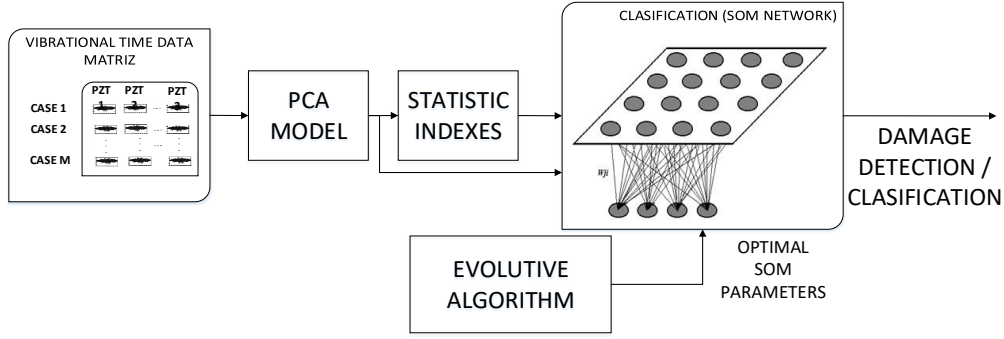 CLASIFICATION (SOM NETWORK)
VIBRATIONAL TIME DATA
MATRIZ
PZT PZT PZT
1 2 ... 3
CASE 1
CASE 2
...
CASE M
PCA
MODEL
STATISTIC
INDEXES
wji
DAMAGE
DETECTION /
CLASIFICATION
EVOLUTIVE
ALGORITHM
OPTIMAL
SOM
PARAMETERS